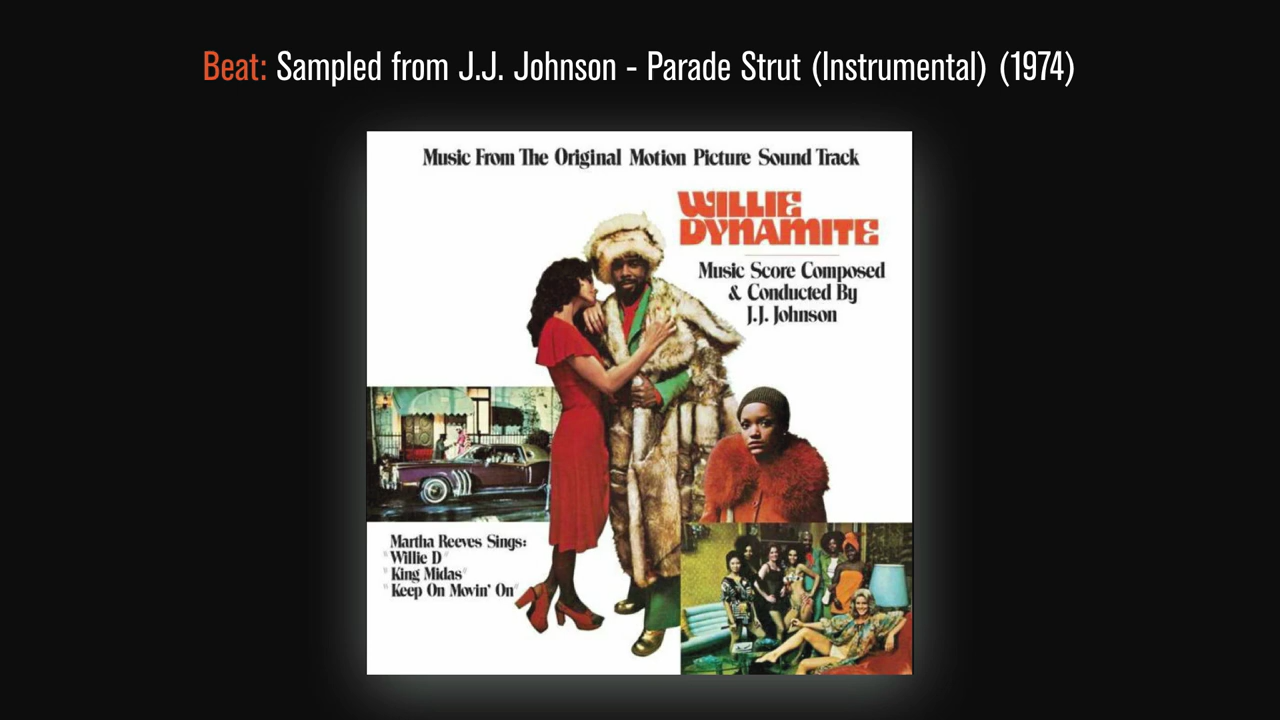 Beat: Sampled from J.J. Johnson - Parade Strut (Instrumental) (1974)
Music From The Original Motion Picture Sound Track
WILLIE
DYNAMITE
Music Score Composed
& Conducted By
J.J. Johnson
Martha Reeves Sings:
"Willie D"
"King Midas"
"Keep On Movin' On"